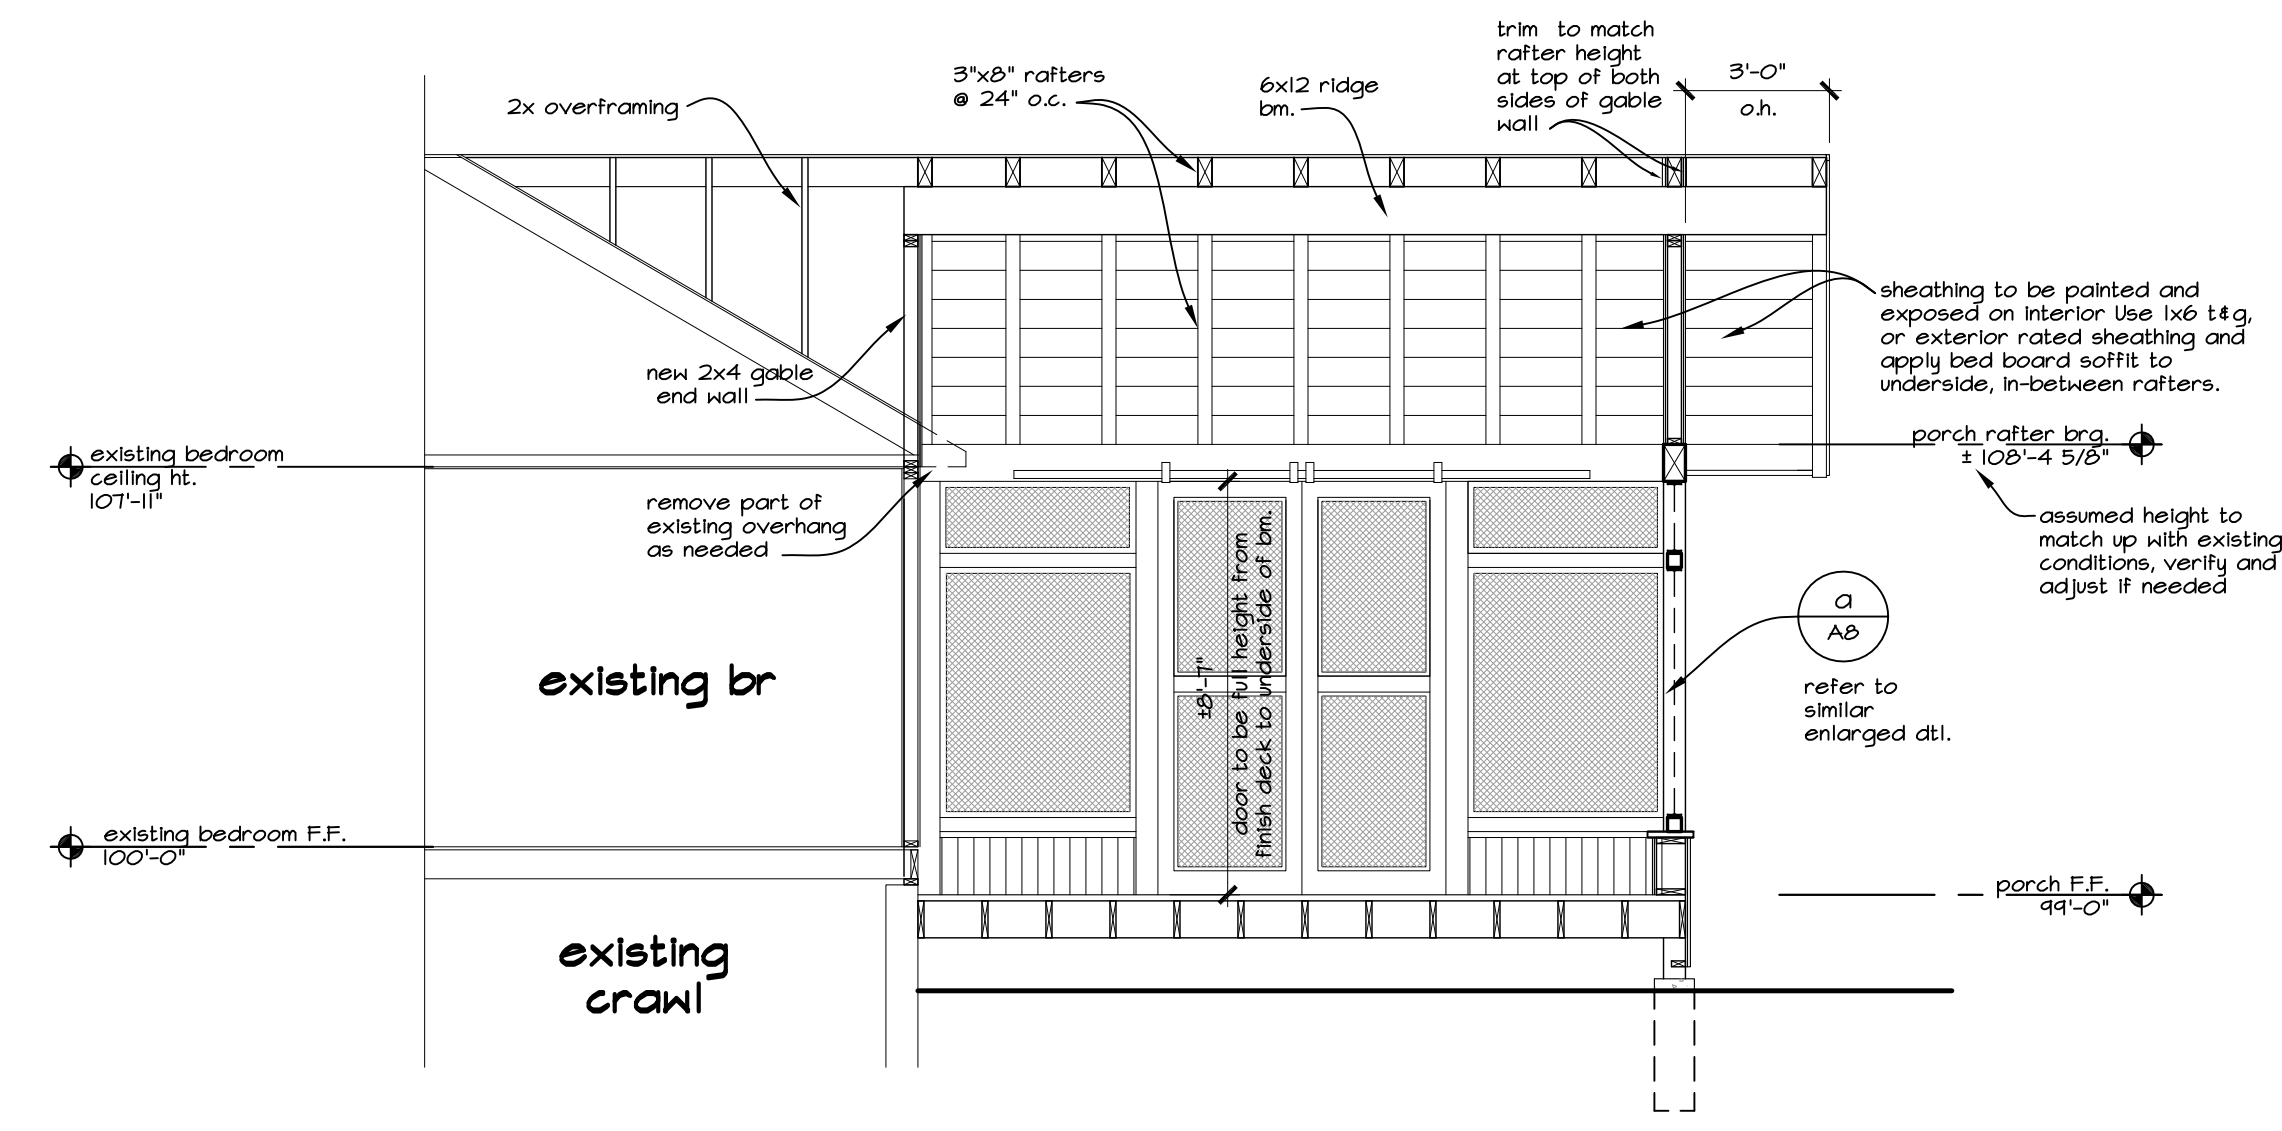 trim to match
rafter height
at top of both
sides of gable
wall
3'-0"
o.h.
3"x8" rafters
@ 24" o.c.
6x12 ridge
bm.
2x overframing
sheathing to be painted and
exposed on interior Use 1x6 t&g,
or exterior rated sheathing and
apply bed board soffit to
underside, in-between rafters.
new 2x4 gable
end wall
porch rafter brg.
± 108'-4 5/8"
existing bedroom
ceiling ht.
107'-11"
remove part of
existing overhang
as needed
assumed height to
match up with existing
conditions, verify and
adjust if needed
±8'-7"
door to be full height from
finish deck to underside of bm.
a
A8
refer to
similar
enlarged dtl.
existing br
existing bedroom F.F.
100'-0"
porch F.F.
99'-0"
existing
crawl